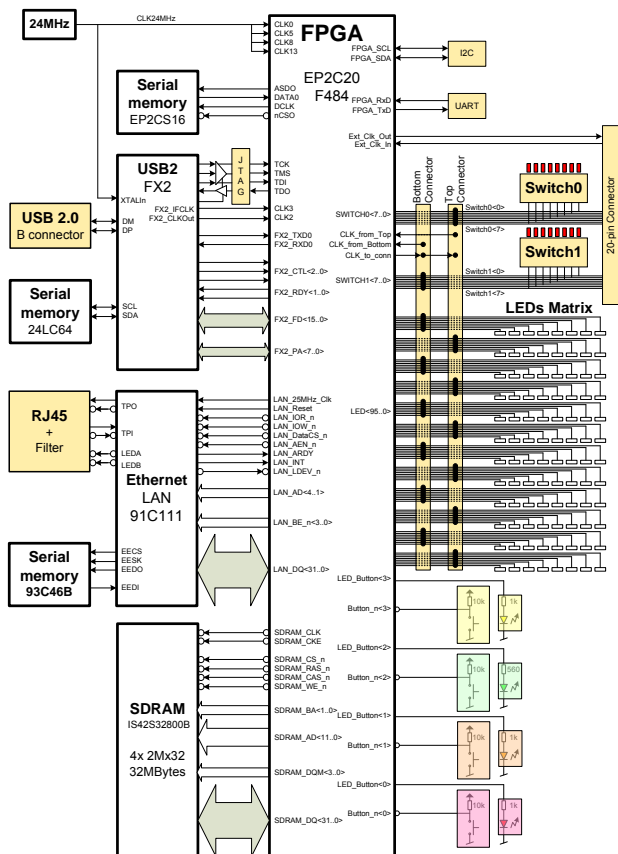 24MHz
CLK24MHz
CLK0
CLK5
CLK8
CLK13
FPGA
EP2C20
F484
FPGA_SCL
FPGA_SDA
I2C
FPGA_RxD
FPGA_TxD
UART
Serial
memory
EP2CS16
ASDO
DATA0
DCLK
nCSO
Ext_Clk_Out
Ext_Clk_In
20-pin Connector
USB2
FX2
XTALIn
DM
DP
SCL
SDA
JTAG
TCK
TMS
TDI
TDO
FX2_IFCLK
FX2_CLKOut
CLK3
CLK2
FX2_TXD0
FX2_RXD0
FX2_CTL<2..0>
FX2_RDY<1..0>
FX2_FD<15..0>
FX2_PA<7..0>
USB 2.0
B connector
Serial
memory
24LC64
Bottom
Connector
Top
Connector
SWITCH0<7..0>
Switch0<0>
Switch0<7>
Switch0
CLK_from_Top
CLK_from_Bottom
CLK_to_conn
SWITCH1<7..0>
Switch1<0>
Switch1<7>
Switch1
LEDs Matrix
LED<95..0>
RJ45
+
Filter
TPO
TPI
LEDA
LEDB
Ethernet
LAN
91C111
EECS
EESK
EEDO
EEDI
Serial
memory
93C46B
LAN_25MHz_Clk
LAN_Reset
LAN_IOR_n
LAN_IOW_n
LAN_DataCS_n
LAN_AEN_n
LAN_ARDY
LAN_INT
LAN_LDEV_n
LAN_AD<4..1>
LAN_BE_n<3..0>
LAN_DQ<31..0>
SDRAM
IS42S32800B
4x 2Mx32
32MBytes
SDRAM_CLK
SDRAM_CKE
SDRAM_CS_n
SDRAM_RAS_n
SDRAM_CAS_n
SDRAM_WE_n
SDRAM_BA<1..0>
SDRAM_AD<11..0>
SDRAM_DQM<3..0>
SDRAM_DQ<31..0>
LED_Button<3>
Button_n<3>
10k
1k
LED_Button<2>
Button_n<2>
10k
560
LED_Button<1>
Button_n<1>
10k
1k
LED_Button<0>
Button_n<0>
10k
1k